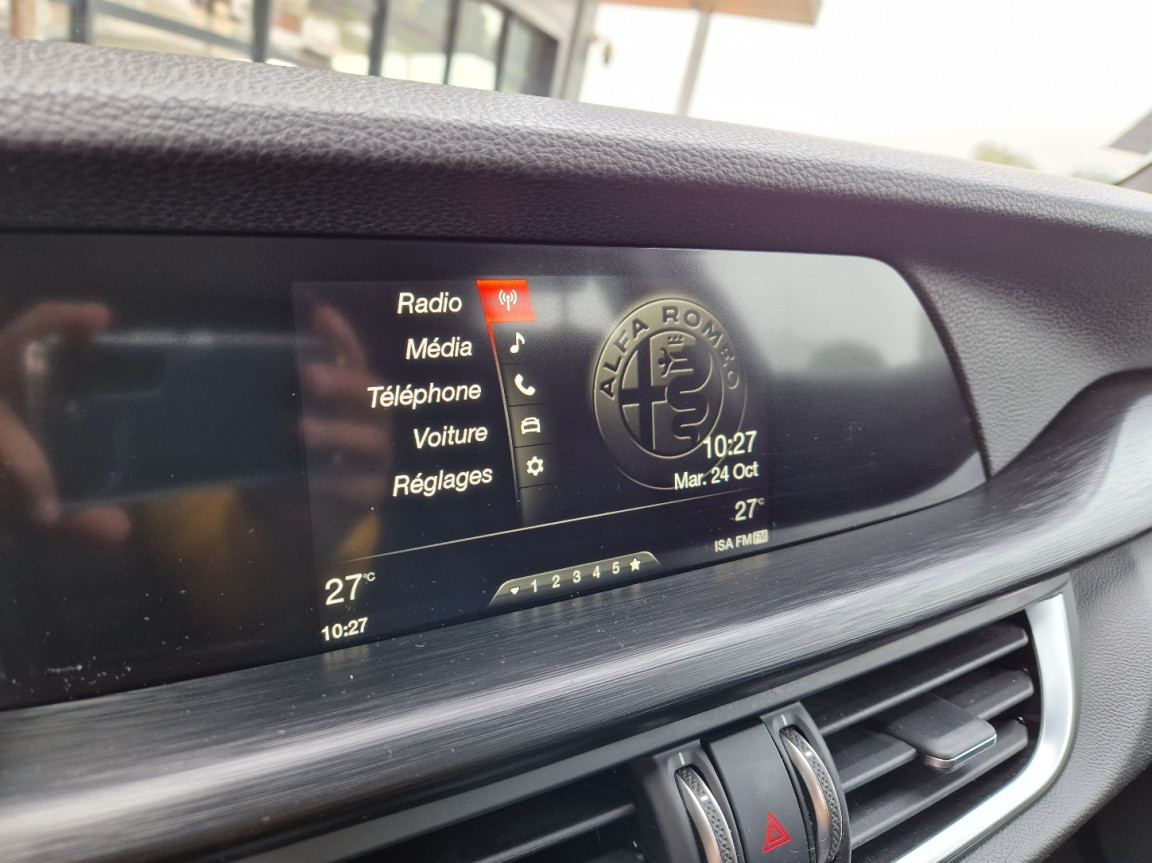 Radio
Média
Téléphone
Voiture
Réglages
ALFA ROMEO
10:27
Mar. 24 Oct
27°C
ISA FM FM
27°C
10:27
1 2 3 4 5